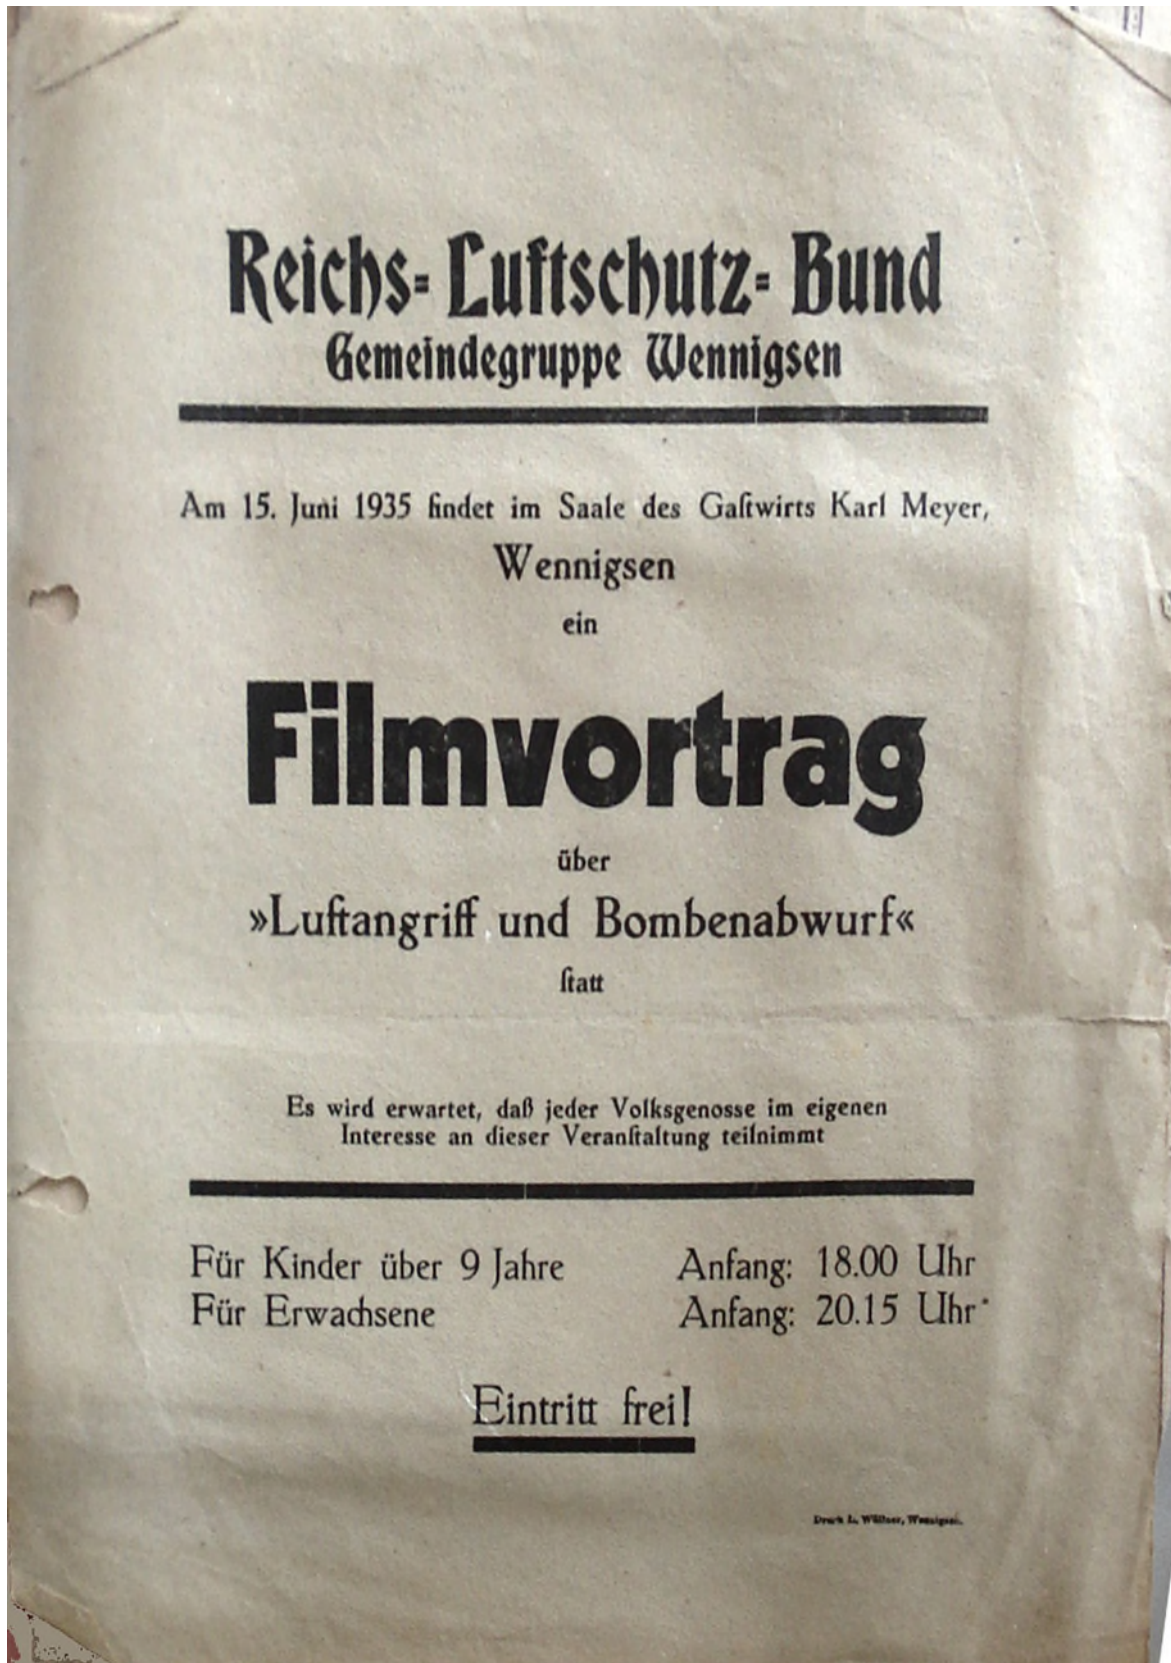 Reichs-Luftschutz-Bund
Gemeindegruppe Wennigsen
Am 15. Juni 1935 findet im Saale des Gaſtwirts Karl Meyer,
Wennigsen
ein
Filmvortrag
über
»Luftangriff und Bombenabwurf«
ſtatt
Es wird erwartet, daß jeder Volksgenosse im eigenen
Interesse an dieser Veranſtaltung teilnimmt
Für Kinder über 9 Jahre Anfang: 18.00 Uhr
Für Erwachsene Anfang: 20.15 Uhr
Eintritt frei!
Druck L. Wennigsen.